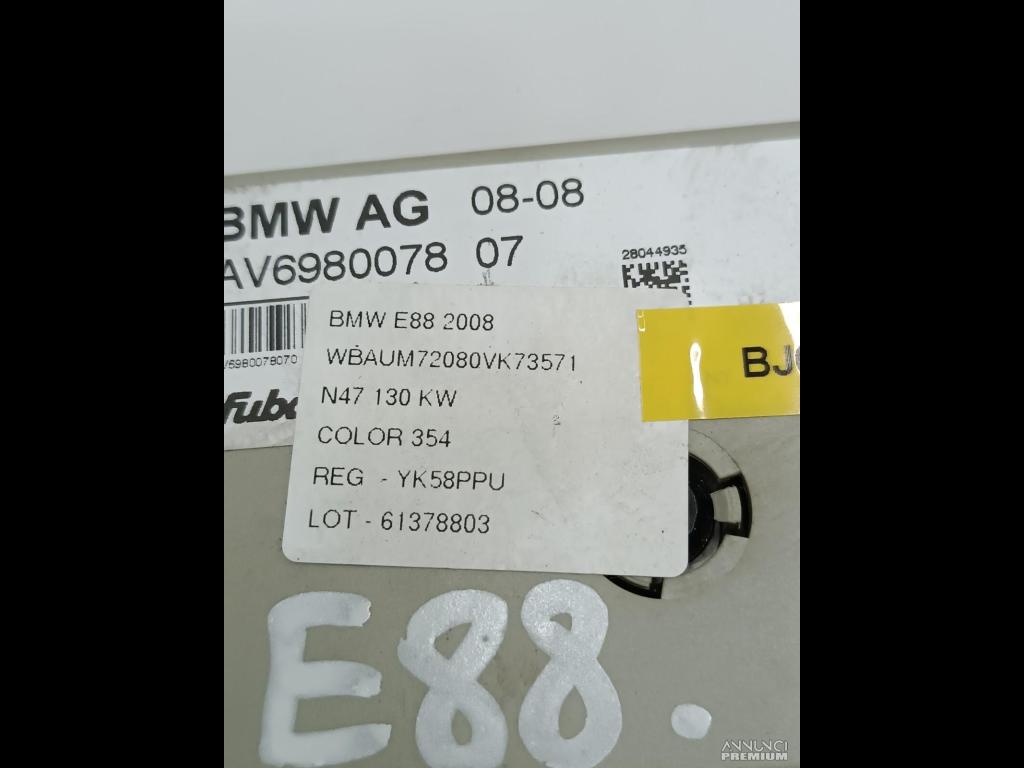 BMW AG 08-08
AV6980078 07
28044935
V6980078070
BMW E88 2008
WBAUM72080VK73571
N47 130 KW
COLOR 354
REG - YK58PPU
LOT - 61378803
E88.
ANNUNCI
PREMIUM